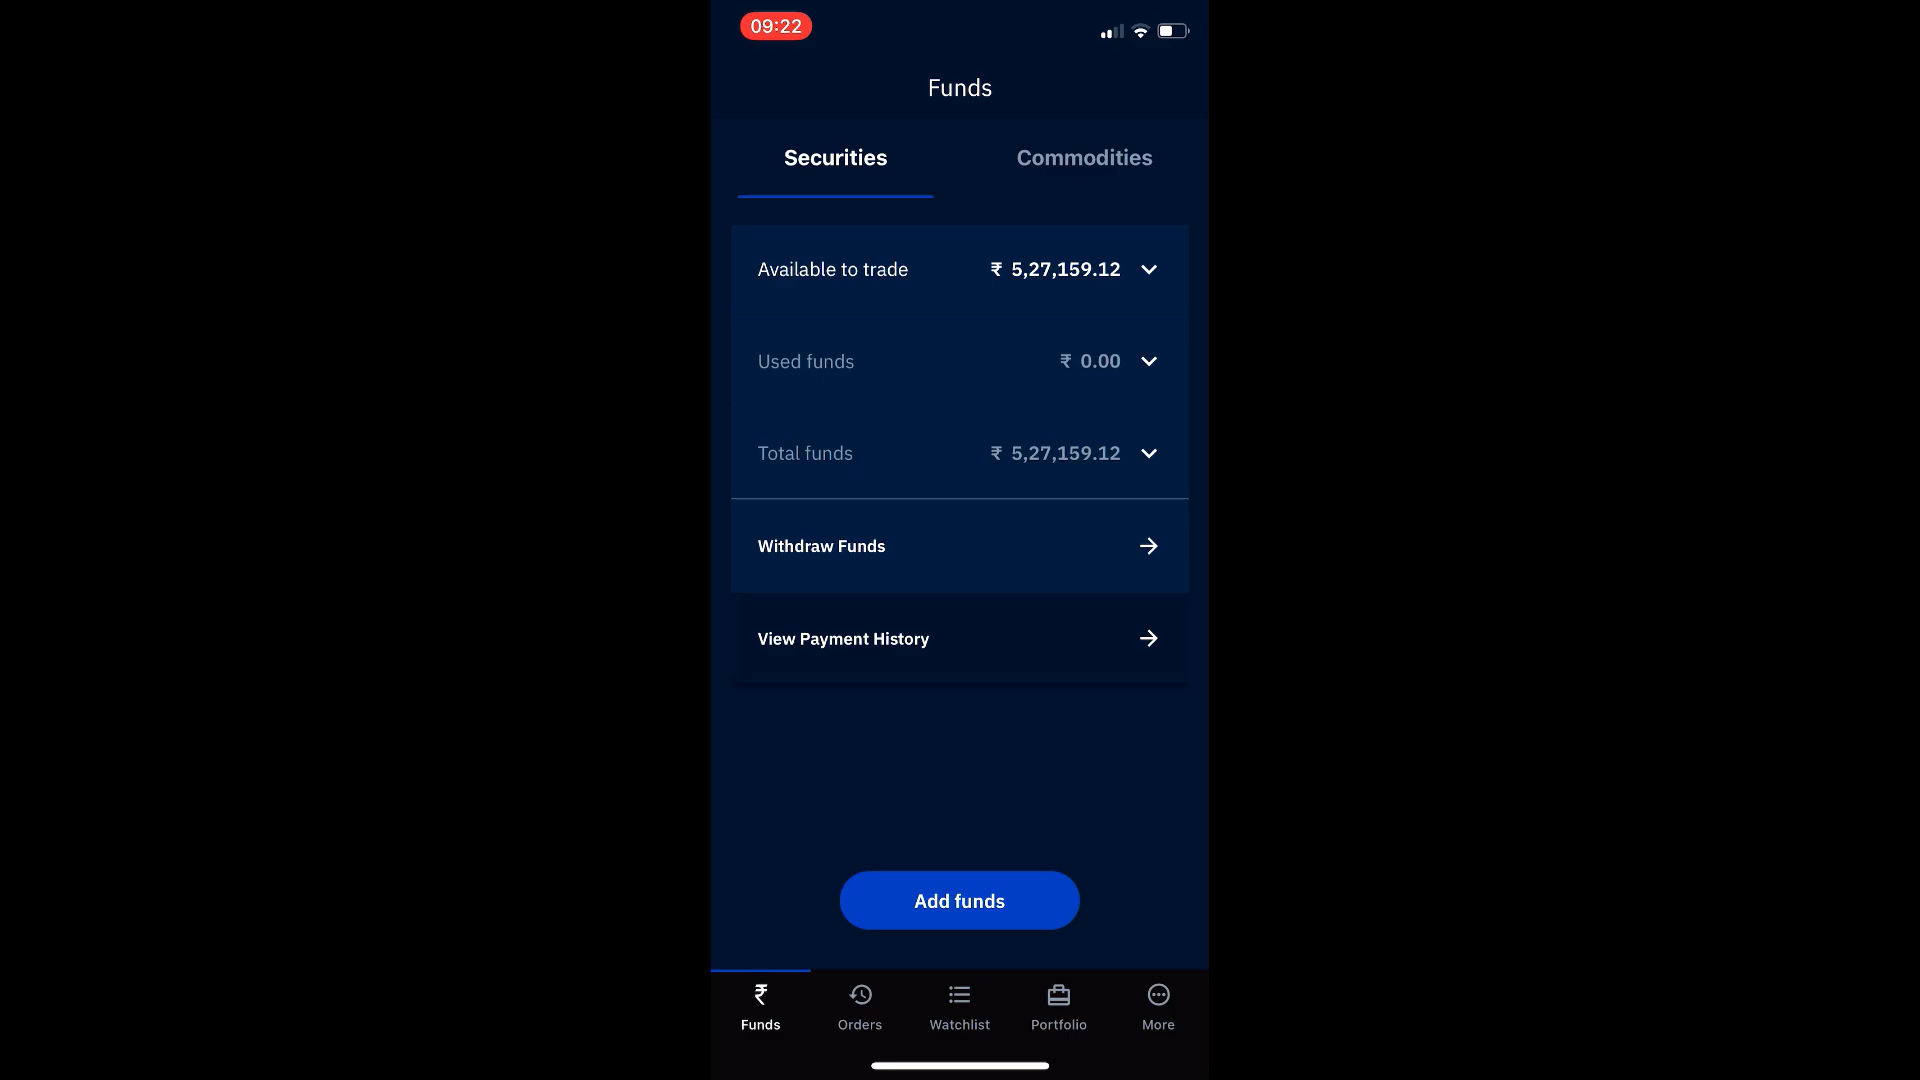 09:22
Funds
Securities Commodities
Available to trade ₹ 5,27,159.12
Used funds ₹ 0.00
Total funds ₹ 5,27,159.12
Withdraw Funds
View Payment History
Add funds
₹
Funds Orders Watchlist Portfolio More